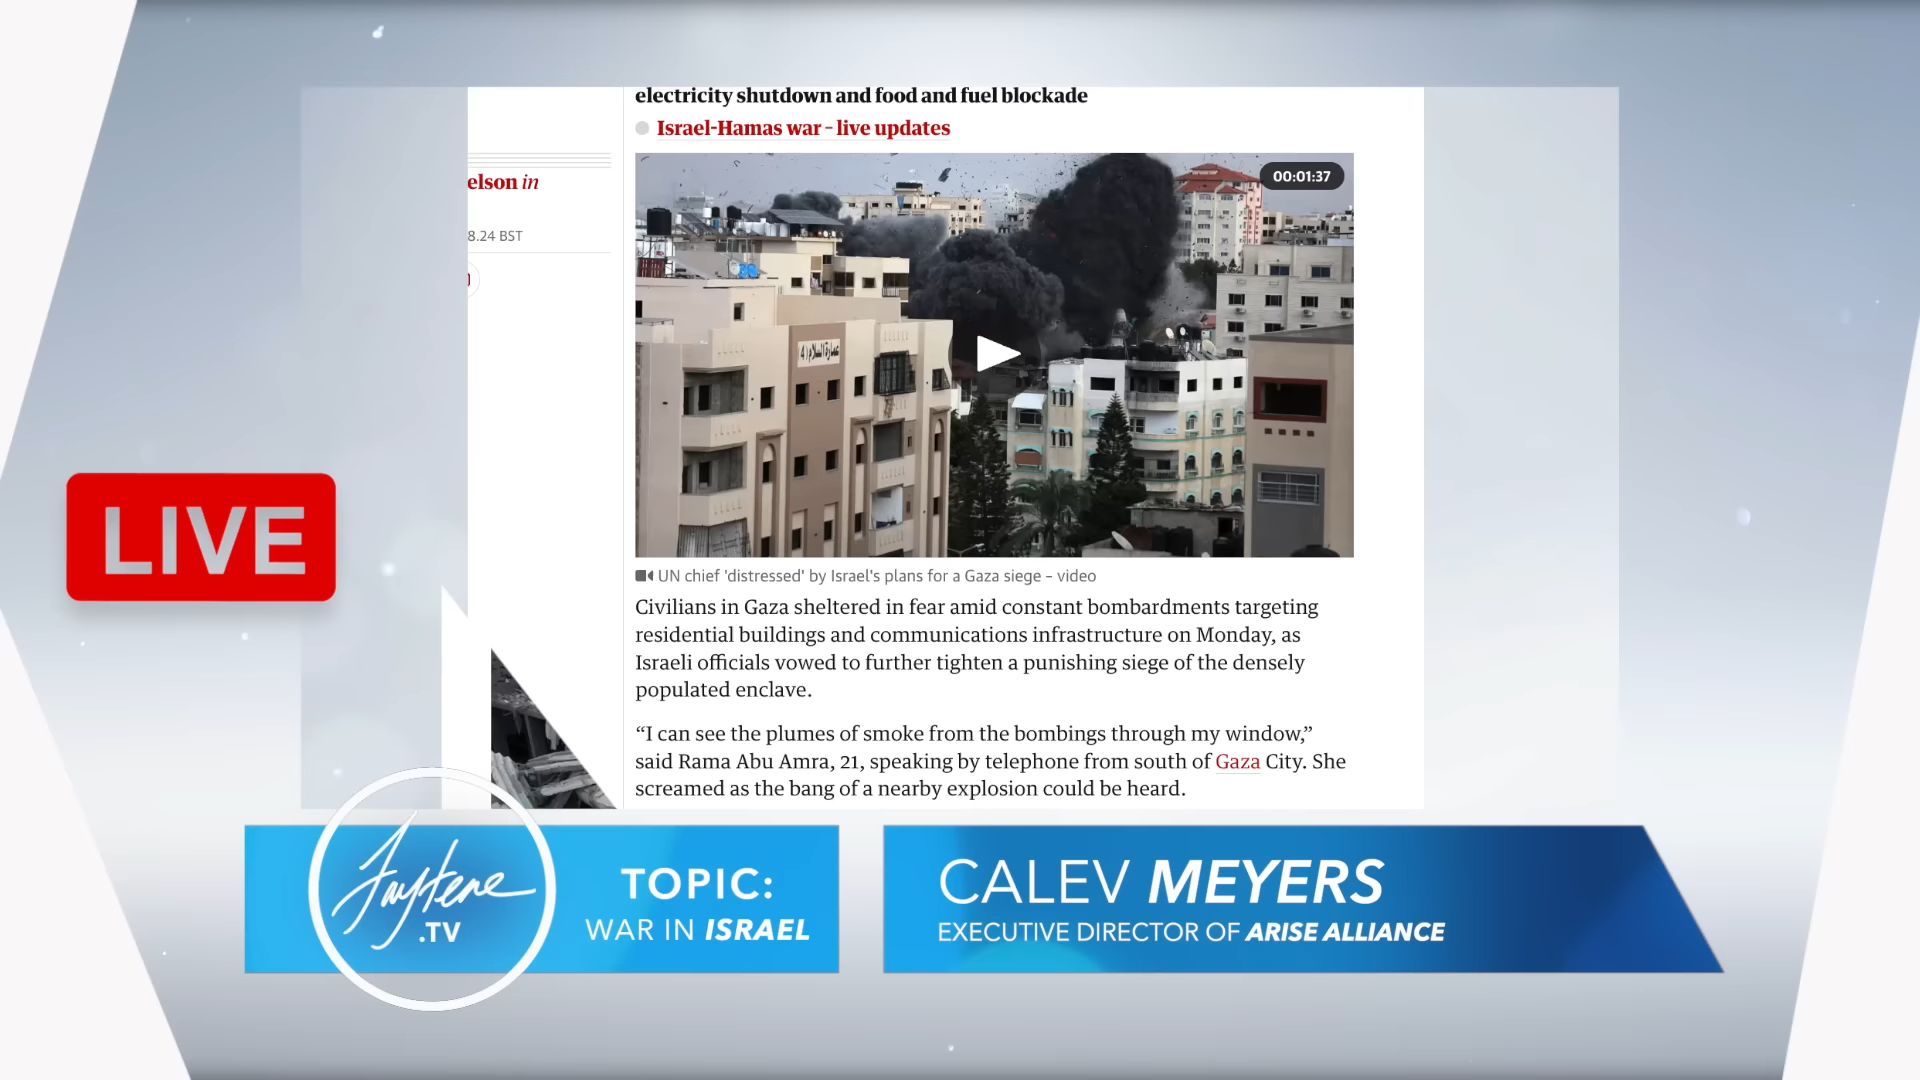 electricity shutdown and food and fuel blockade
Israel-Hamas war – live updates
elson in
8.24 BST
00:01:37
عمارة السلام (4)
UN chief 'distressed' by Israel's plans for a Gaza siege – video
Civilians in Gaza sheltered in fear amid constant bombardments targeting
residential buildings and communications infrastructure on Monday, as
Israeli officials vowed to further tighten a punishing siege of the densely
populated enclave.
“I can see the plumes of smoke from the bombings through my window,”
said Rama Abu Amra, 21, speaking by telephone from south of Gaza City. She
screamed as the bang of a nearby explosion could be heard.
LIVE
Faytene
.TV
TOPIC:
WAR IN ISRAEL
CALEV MEYERS
EXECUTIVE DIRECTOR OF ARISE ALLIANCE